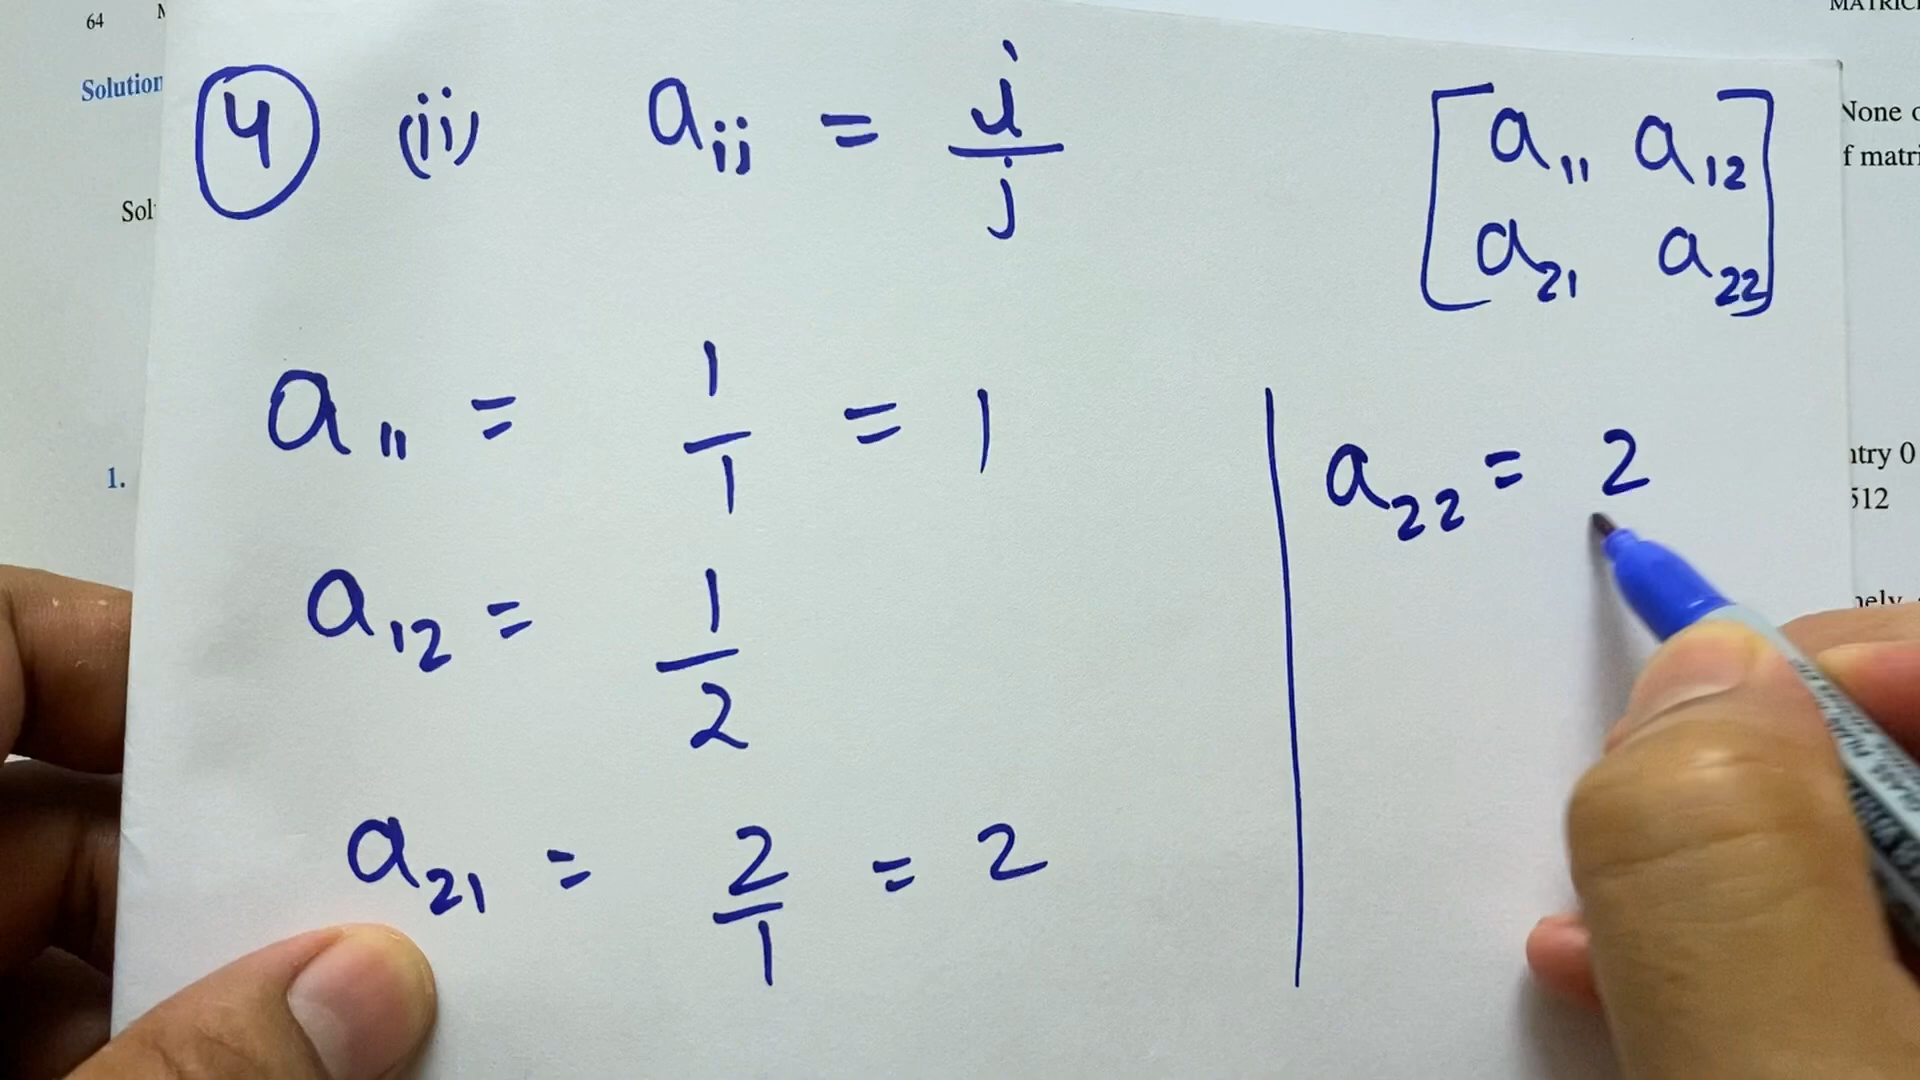 64
MATRIC
Solution
④ (ii) aᵢⱼ = i/j
[a₁₁ a₁₂
a₂₁ a₂₂]
None o
f matri
Sol
a₁₁ = 1/1 = 1
1.
a₂₂ = 2
ntry 0
512
a₁₂ = 1/2
nely
a₂₁ = 2/1 = 2